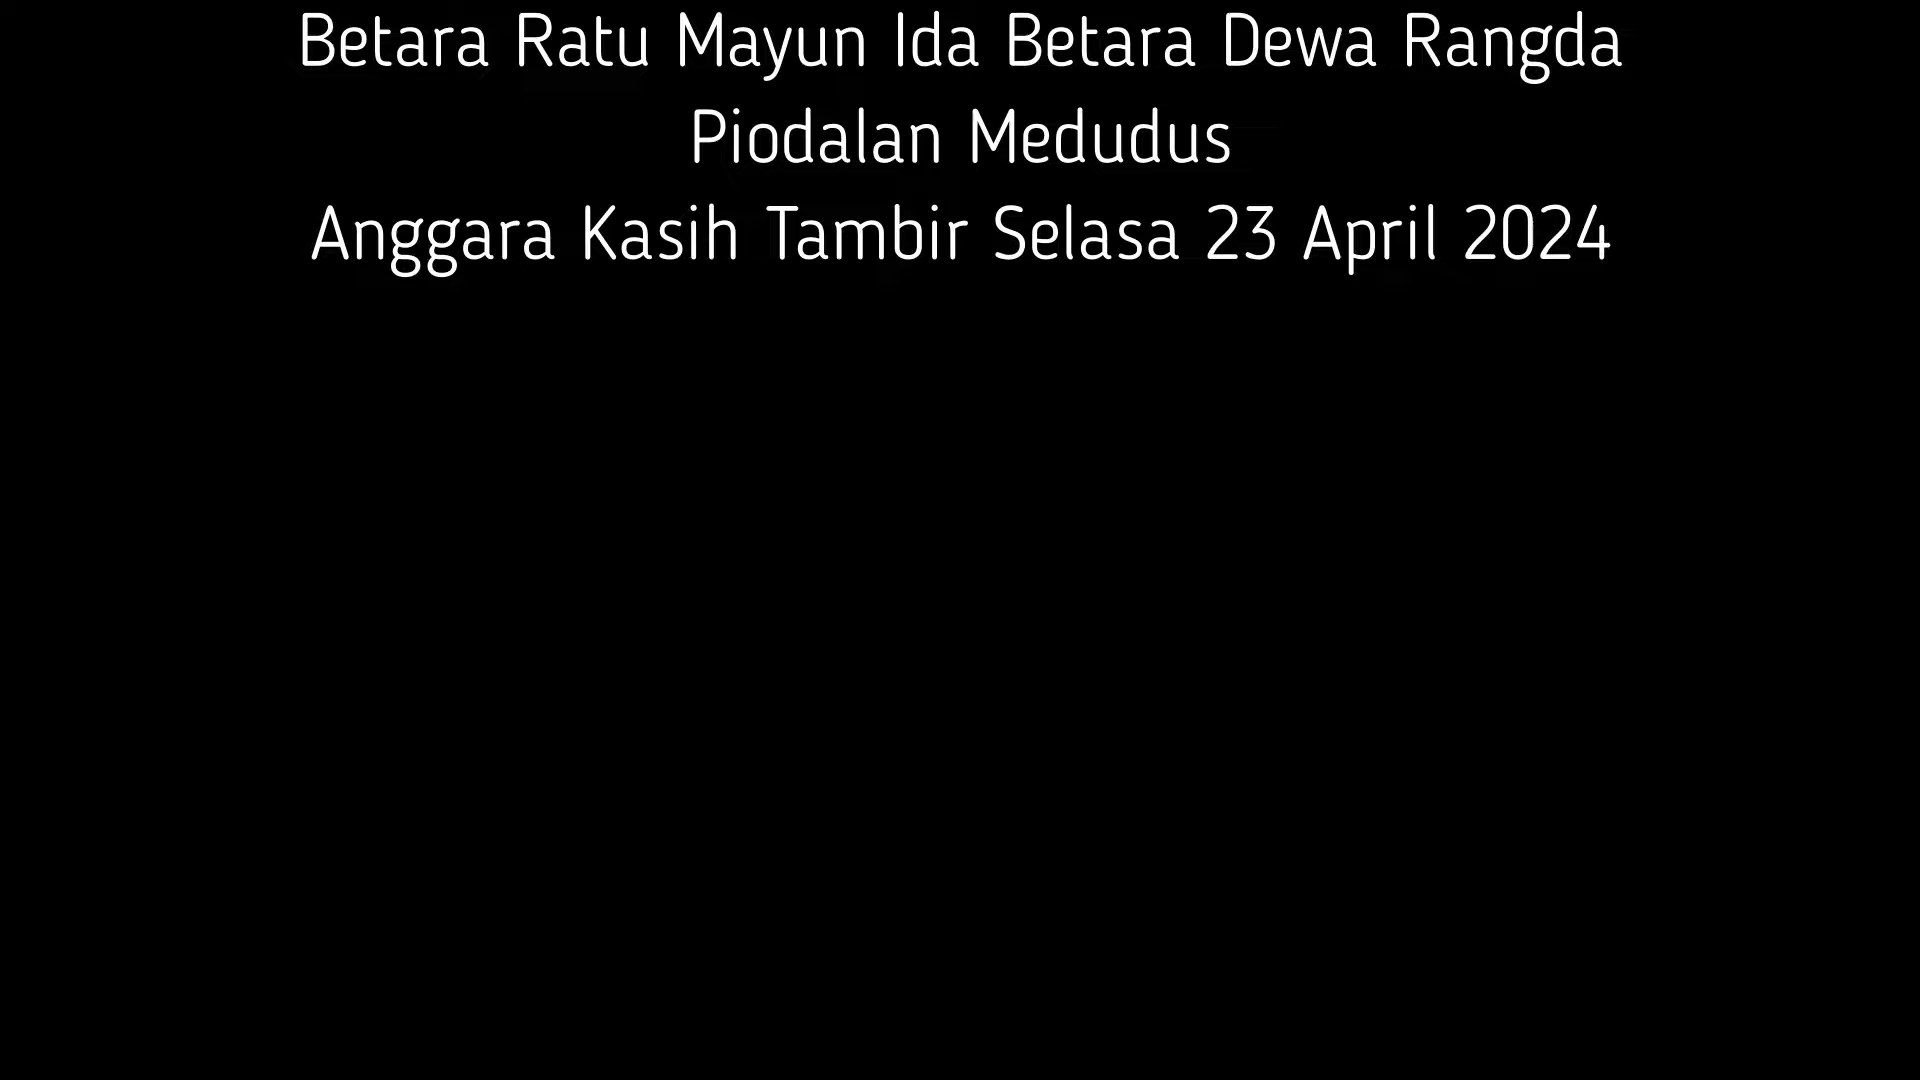 Betara Ratu Mayun Ida Betara Dewa Rangda
Piodalan Medudus
Anggara Kasih Tambir Selasa 23 April 2024